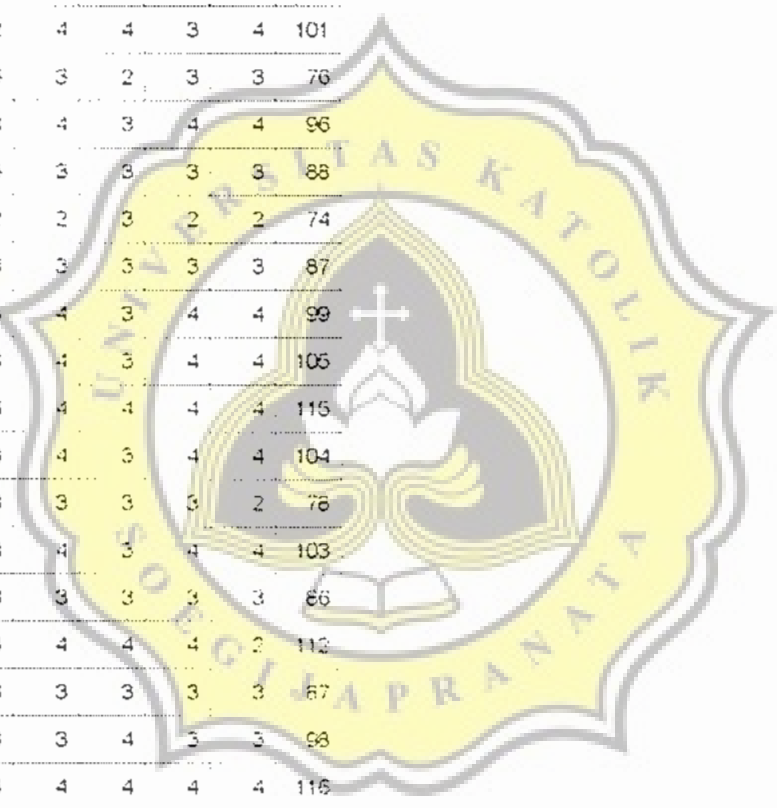 4 4 3 4 101
3 2 3 3 76
4 3 4 4 96
3 3 3 3 88
2 3 2 2 74
3 3 3 3 87
4 3 4 4 99
4 3 4 4 105
4 4 4 4 115
4 3 4 4 104
3 3 3 2 78
4 3 4 4 103
3 3 3 3 86
4 4 4 2 112
3 3 3 3 87
3 4 3 3 98
4 4 4 4 116
UNIVERSITAS KATOLIK
SOEGIJAPRANATA